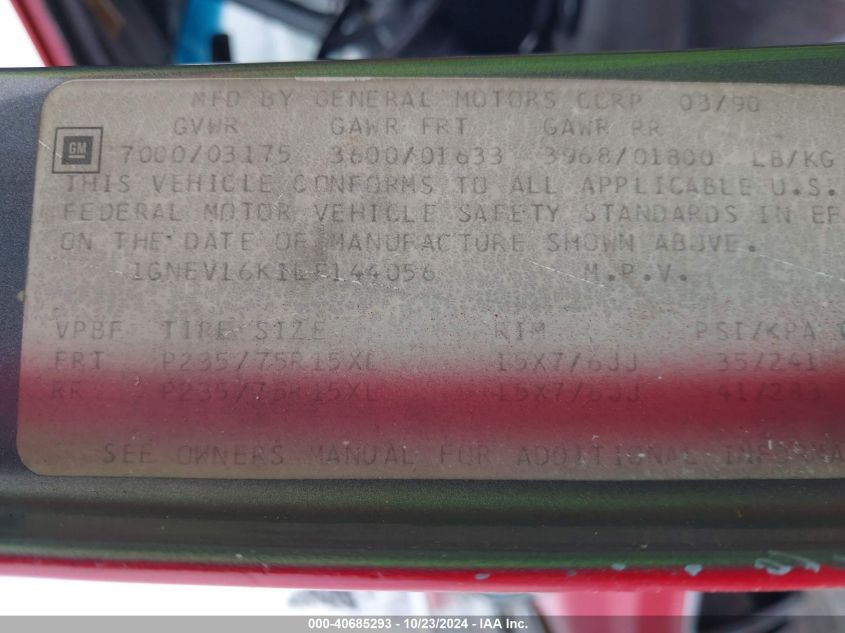 MFD BY GENERAL MOTORS CORP 03/90
GVWR GAWR FRT GAWR RR
GM
7000/03175 3600/01633 3968/01800 LB/KG
THIS VEHICLE CONFORMS TO ALL APPLICABLE U.S.
FEDERAL MOTOR VEHICLE SAFETY STANDARDS IN EF
ON THE DATE OF MANUFACTURE SHOWN ABOVE.
1GNEV16K1LF144056 M.P.V.
VPBF TIRE SIZE RIM PSI/KPA
FRT P235/75R15XL 15X7/6JJ 35/241
RR P235/75R15XL 15X7/6JJ 41/283
SEE OWNERS MANUAL FOR ADDITIONAL INFORMA
000-40685293 | 10/23/2024 | IAA Inc.